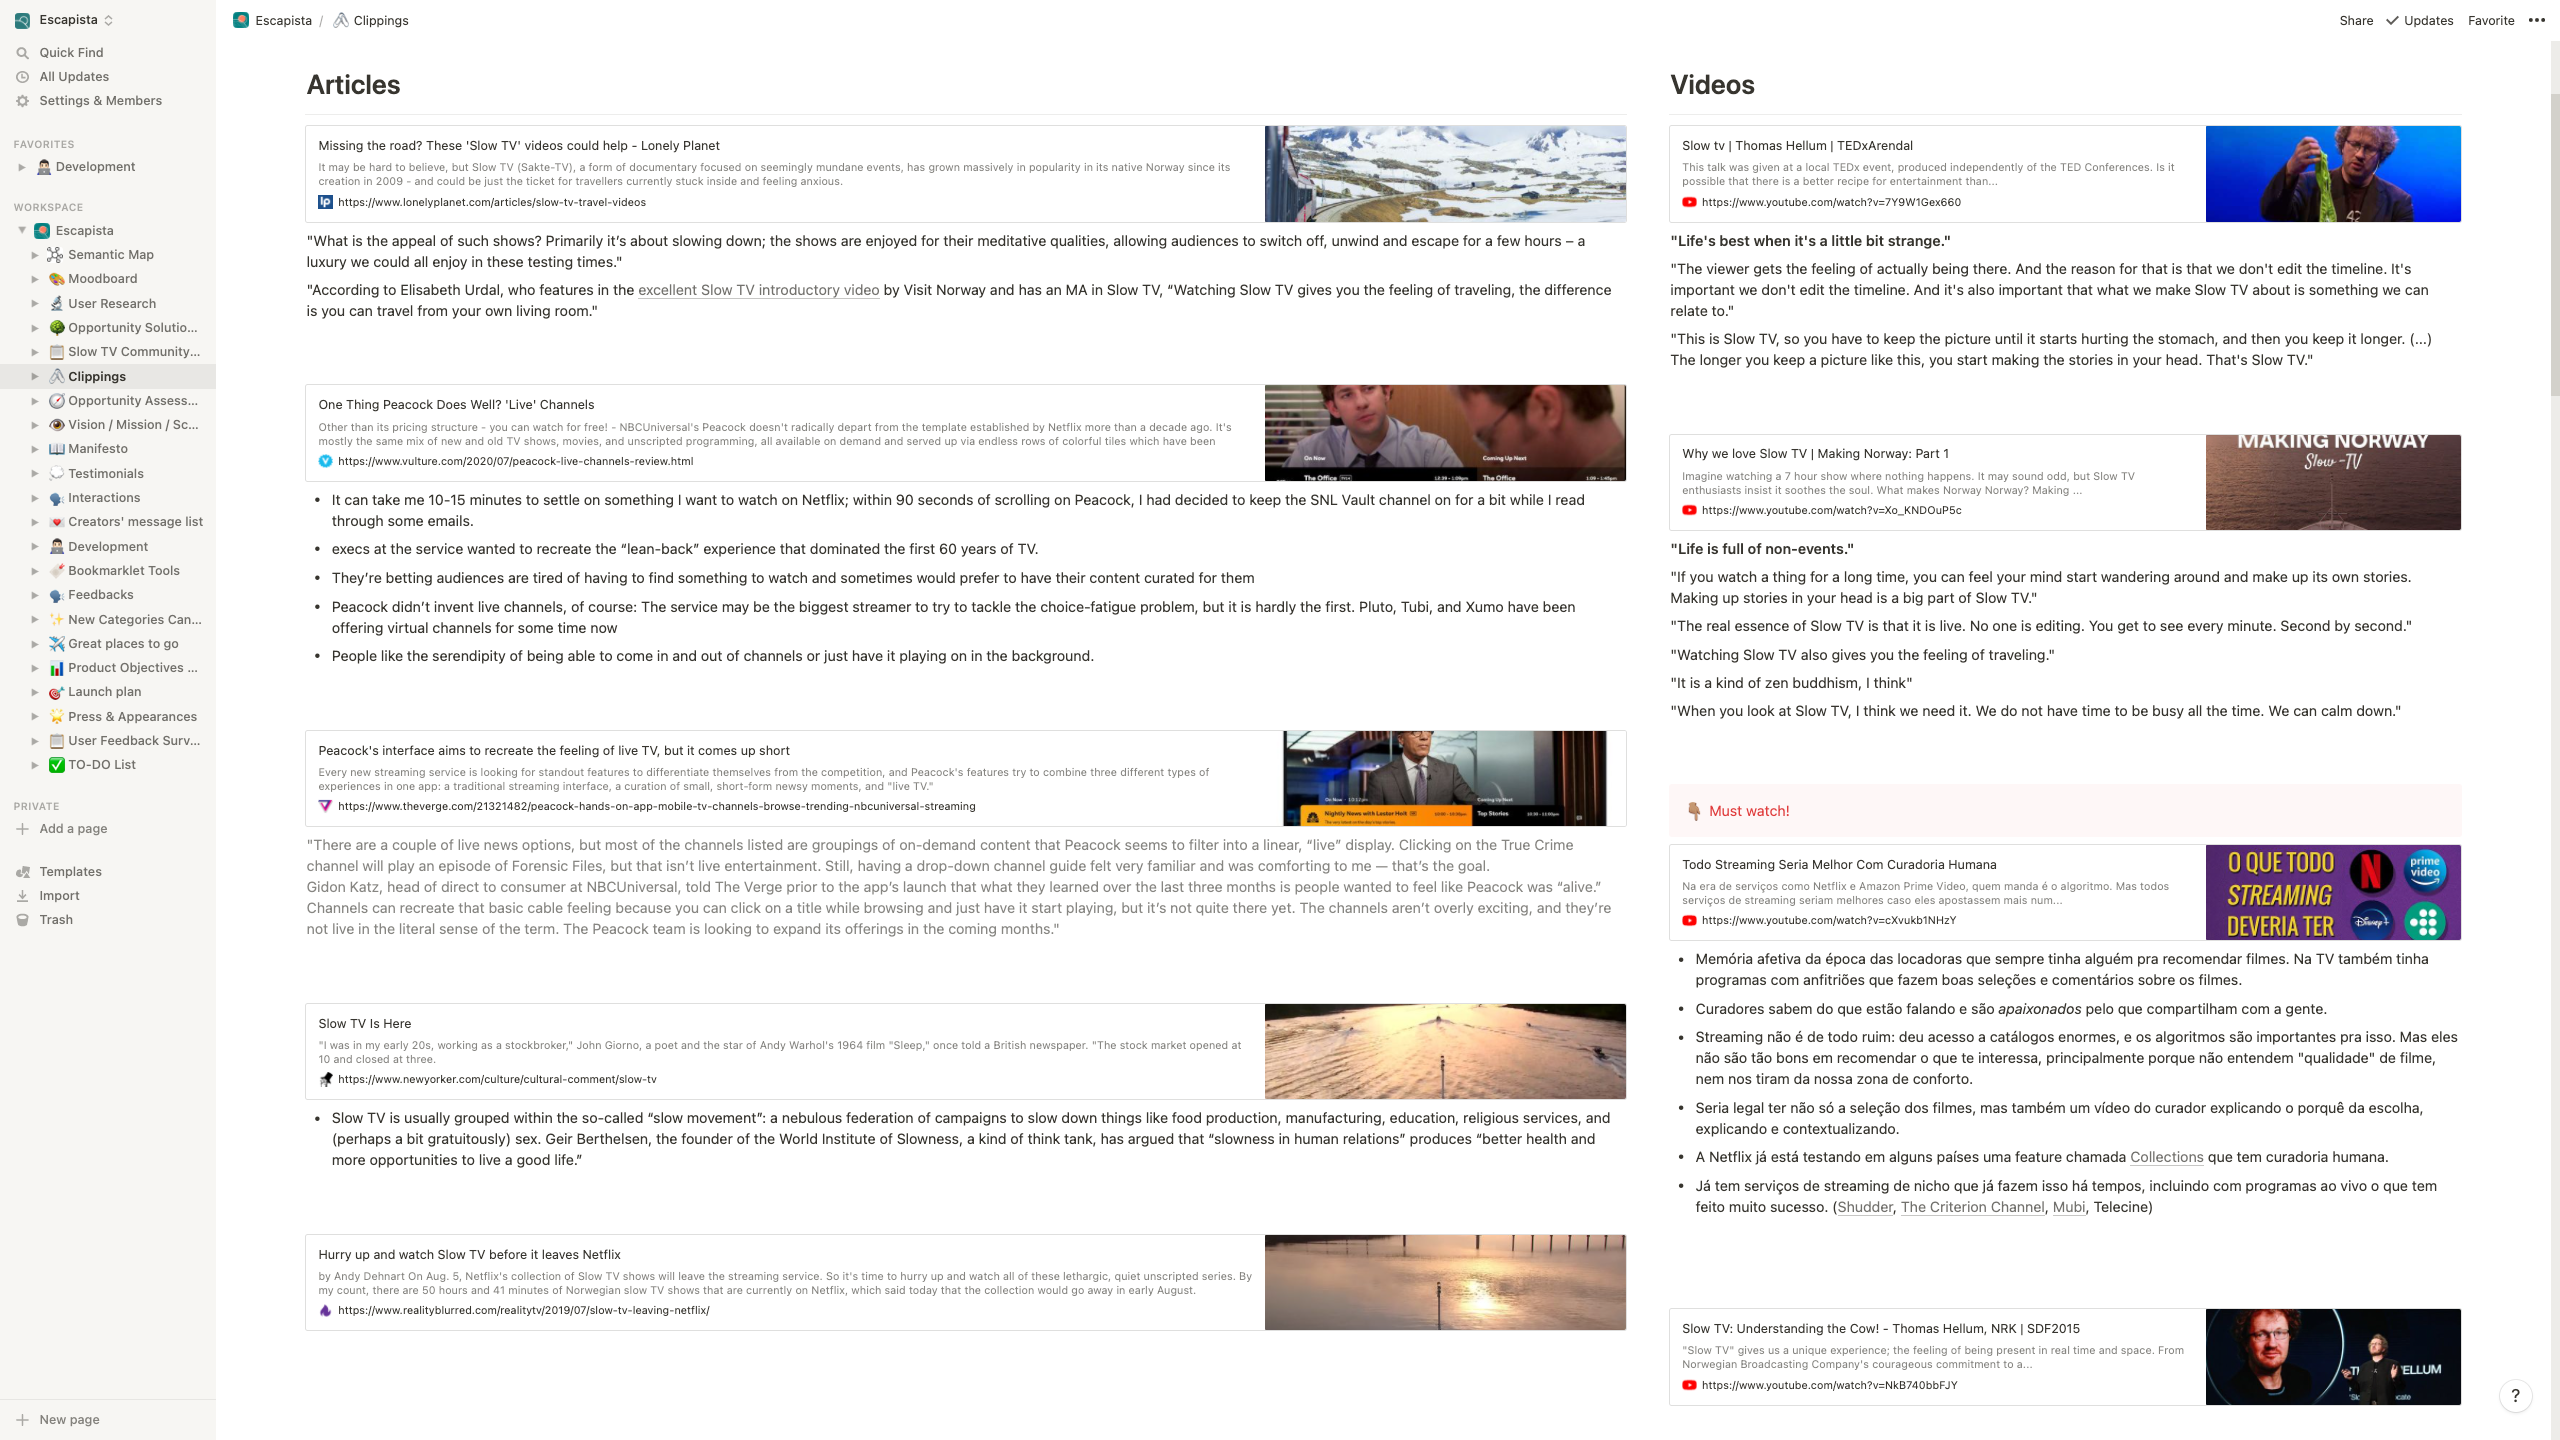 Escapista
Quick Find
All Updates
Settings & Members
FAVORITES
Development
WORKSPACE
Escapista
Semantic Map
Moodboard
User Research
Opportunity Solutio...
Slow TV Community...
Clippings
Opportunity Assess...
Vision / Mission / Sc...
Manifesto
Testimonials
Interactions
Creators' message list
Development
Bookmarklet Tools
Feedbacks
New Categories Can...
Great places to go
Product Objectives ...
Launch plan
Press & Appearances
User Feedback Surv...
TO-DO List
PRIVATE
Add a page
Templates
Import
Trash
New page
Escapista / Clippings
Share Updates Favorite
Articles
Missing the road? These 'Slow TV' videos could help - Lonely Planet
It may be hard to believe, but Slow TV (Sakte-TV), a form of documentary focused on seemingly mundane events, has grown massively in popularity in its native Norway since its
creation in 2009 - and could be just the ticket for travellers currently stuck inside and feeling anxious.
lp https://www.lonelyplanet.com/articles/slow-tv-travel-videos
"What is the appeal of such shows? Primarily it’s about slowing down; the shows are enjoyed for their meditative qualities, allowing audiences to switch off, unwind and escape for a few hours – a
luxury we could all enjoy in these testing times."
"According to Elisabeth Urdal, who features in the excellent Slow TV introductory video by Visit Norway and has an MA in Slow TV, “Watching Slow TV gives you the feeling of traveling, the difference
is you can travel from your own living room."
One Thing Peacock Does Well? 'Live' Channels
Other than its pricing structure - you can watch for free! - NBCUniversal's Peacock doesn't radically depart from the template established by Netflix more than a decade ago. It's
mostly the same mix of new and old TV shows, movies, and unscripted programming, all available on demand and served up via endless rows of colorful tiles which have been
https://www.vulture.com/2020/07/peacock-live-channels-review.html
On Now Coming Up Next
The Office 12:39 - 1:09pm The Office 1:09 - 1:40pm
• It can take me 10-15 minutes to settle on something I want to watch on Netflix; within 90 seconds of scrolling on Peacock, I had decided to keep the SNL Vault channel on for a bit while I read
through some emails.
• execs at the service wanted to recreate the “lean-back” experience that dominated the first 60 years of TV.
• They’re betting audiences are tired of having to find something to watch and sometimes would prefer to have their content curated for them
• Peacock didn’t invent live channels, of course: The service may be the biggest streamer to try to tackle the choice-fatigue problem, but it is hardly the first. Pluto, Tubi, and Xumo have been
offering virtual channels for some time now
• People like the serendipity of being able to come in and out of channels or just have it playing on in the background.
Peacock's interface aims to recreate the feeling of live TV, but it comes up short
Every new streaming service is looking for standout features to differentiate themselves from the competition, and Peacock's features try to combine three different types of
experiences in one app: a traditional streaming interface, a curation of small, short-form newsy moments, and "live TV."
https://www.theverge.com/21321482/peacock-hands-on-app-mobile-tv-channels-browse-trending-nbcuniversal-streaming
On Now Coming Up Next
Nightly News with Lester Holt Top Stories
"There are a couple of live news options, but most of the channels listed are groupings of on-demand content that Peacock seems to filter into a linear, “live” display. Clicking on the True Crime
channel will play an episode of Forensic Files, but that isn’t live entertainment. Still, having a drop-down channel guide felt very familiar and was comforting to me — that’s the goal.
Gidon Katz, head of direct to consumer at NBCUniversal, told The Verge prior to the app’s launch that what they learned over the last three months is people wanted to feel like Peacock was “alive.”
Channels can recreate that basic cable feeling because you can click on a title while browsing and just have it start playing, but it’s not quite there yet. The channels aren’t overly exciting, and they’re
not live in the literal sense of the term. The Peacock team is looking to expand its offerings in the coming months."
Slow TV Is Here
"I was in my early 20s, working as a stockbroker," John Giorno, a poet and the star of Andy Warhol's 1964 film "Sleep," once told a British newspaper. "The stock market opened at
10 and closed at three.
https://www.newyorker.com/culture/cultural-comment/slow-tv
• Slow TV is usually grouped within the so-called “slow movement”: a nebulous federation of campaigns to slow down things like food production, manufacturing, education, religious services, and
(perhaps a bit gratuitously) sex. Geir Berthelsen, the founder of the World Institute of Slowness, a kind of think tank, has argued that “slowness in human relations” produces “better health and
more opportunities to live a good life.”
Hurry up and watch Slow TV before it leaves Netflix
by Andy Dehnart On Aug. 5, Netflix's collection of Slow TV shows will leave the streaming service. So it's time to hurry up and watch all of these lethargic, quiet unscripted series. By
my count, there are 50 hours and 41 minutes of Norwegian slow TV shows that are currently on Netflix, which said today that the collection would go away in early August.
https://www.realityblurred.com/realitytv/2019/07/slow-tv-leaving-netflix/
Videos
Slow tv | Thomas Hellum | TEDxArendal
This talk was given at a local TEDx event, produced independently of the TED Conferences. Is it
possible that there is a better recipe for entertainment than...
https://www.youtube.com/watch?v=7Y9W1Gex660
"Life's best when it's a little bit strange."
"The viewer gets the feeling of actually being there. And the reason for that is that we don't edit the timeline. It's
important we don't edit the timeline. And it's also important that what we make Slow TV about is something we can
relate to."
"This is Slow TV, so you have to keep the picture until it starts hurting the stomach, and then you keep it longer. (...)
The longer you keep a picture like this, you start making the stories in your head. That's Slow TV."
Why we love Slow TV | Making Norway: Part 1
Imagine watching a 7 hour show where nothing happens. It may sound odd, but Slow TV
enthusiasts insist it soothes the soul. What makes Norway Norway? Making ...
https://www.youtube.com/watch?v=Xo_KNDOuP5c
MAKING NORWAY
Slow -TV
"Life is full of non-events."
"If you watch a thing for a long time, you can feel your mind start wandering around and make up its own stories.
Making up stories in your head is a big part of Slow TV."
"The real essence of Slow TV is that it is live. No one is editing. You get to see every minute. Second by second."
"Watching Slow TV also gives you the feeling of traveling."
"It is a kind of zen buddhism, I think"
"When you look at Slow TV, I think we need it. We do not have time to be busy all the time. We can calm down."
Must watch!
Todo Streaming Seria Melhor Com Curadoria Humana
Na era de serviços como Netflix e Amazon Prime Video, quem manda é o algoritmo. Mas todos
serviços de streaming seriam melhores caso eles apostassem mais num...
https://www.youtube.com/watch?v=cXvukb1NHzY
O QUE TODO
STREAMING
DEVERIA TER
N
prime video
Disney+
• Memória afetiva da época das locadoras que sempre tinha alguém pra recomendar filmes. Na TV também tinha
programas com anfitriões que fazem boas seleções e comentários sobre os filmes.
• Curadores sabem do que estão falando e são apaixonados pelo que compartilham com a gente.
• Streaming não é de todo ruim: deu acesso a catálogos enormes, e os algoritmos são importantes pra isso. Mas eles
não são tão bons em recomendar o que te interessa, principalmente porque não entendem "qualidade" de filme,
nem nos tiram da nossa zona de conforto.
• Seria legal ter não só a seleção dos filmes, mas também um vídeo do curador explicando o porquê da escolha,
explicando e contextualizando.
• A Netflix já está testando em alguns países uma feature chamada Collections que tem curadoria humana.
• Já tem serviços de streaming de nicho que já fazem isso há tempos, incluindo com programas ao vivo o que tem
feito muito sucesso. (Shudder, The Criterion Channel, Mubi, Telecine)
Slow TV: Understanding the Cow! - Thomas Hellum, NRK | SDF2015
"Slow TV" gives us a unique experience; the feeling of being present in real time and space. From
Norwegian Broadcasting Company's courageous commitment to a...
https://www.youtube.com/watch?v=NkB740bbFJY
ELLUM
?